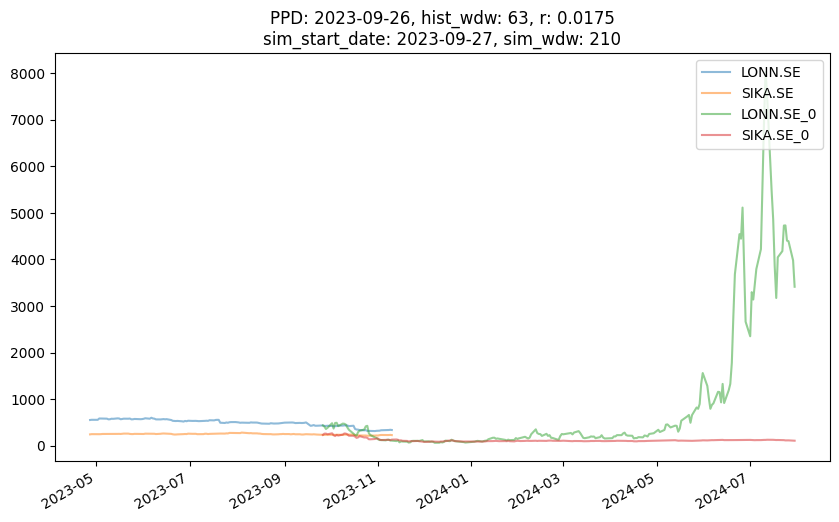 PPD: 2023-09-26, hist_wdw: 63, r: 0.0175
sim_start_date: 2023-09-27, sim_wdw: 210
LONN.SE
SIKA.SE
LONN.SE_0
SIKA.SE_0
8000
7000
6000
5000
4000
3000
2000
1000
0
2023-05
2023-07
2023-09
2023-11
2024-01
2024-03
2024-05
2024-07